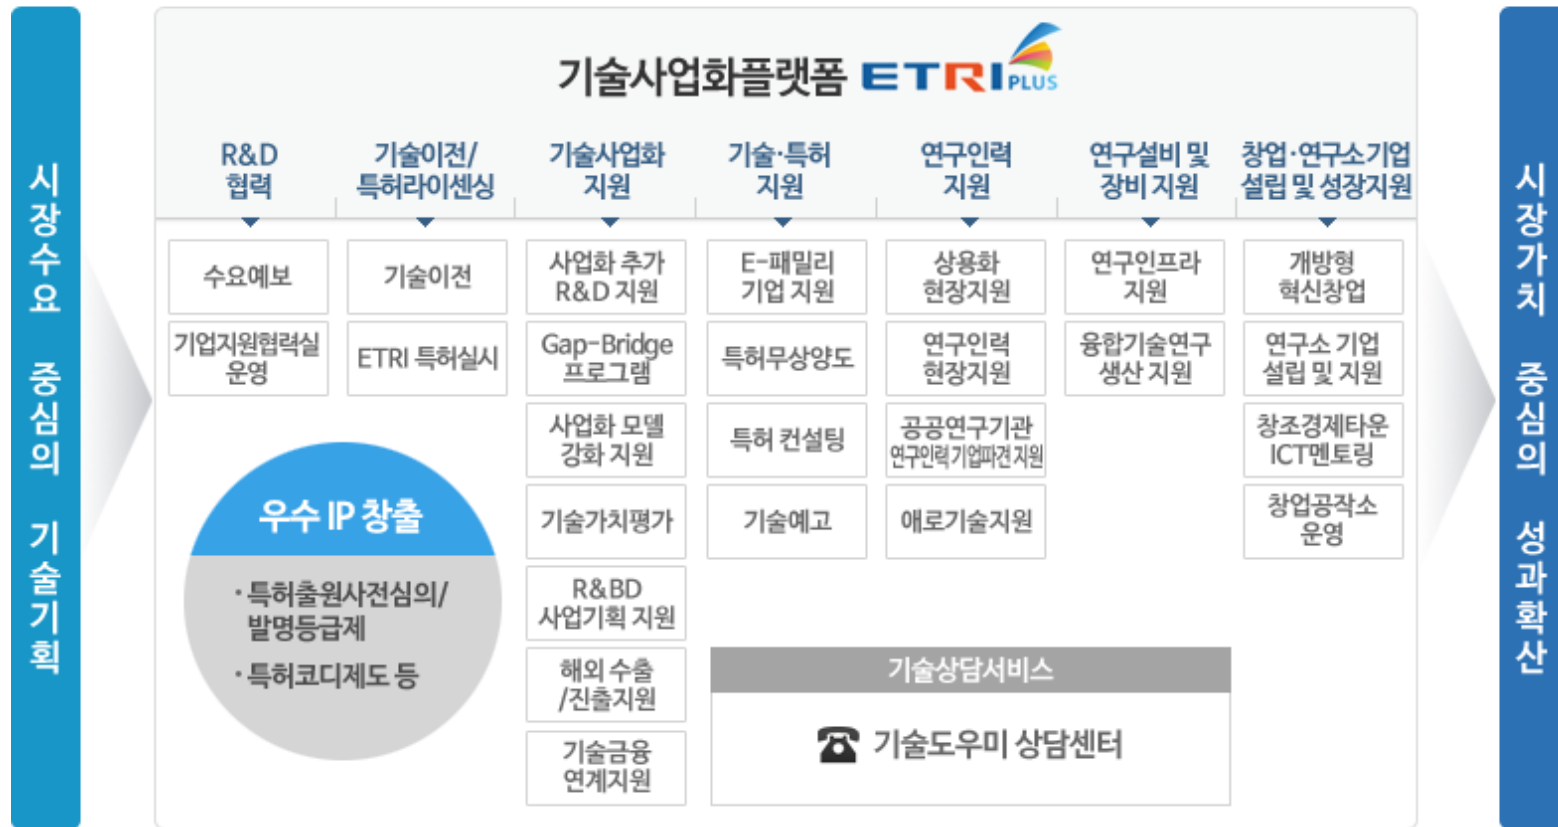 시장수요 중심의 기술기획
기술사업화플랫폼 ETRI PLUS
R&D
협력
기술이전/
특허라이센싱
기술사업화
지원
기술·특허
지원
연구인력
지원
연구설비 및
장비 지원
창업·연구소기업
설립 및 성장지원
수요예보
기업지원협력실
운영
기술이전
ETRI 특허실시
사업화 추가
R&D 지원
Gap-Bridge
프로그램
사업화 모델
강화 지원
기술가치평가
R&BD
사업기획 지원
해외 수출
/진출지원
기술금융
연계지원
E-패밀리
기업 지원
특허무상양도
특허 컨설팅
기술예고
상용화
현장지원
연구인력
현장지원
공공연구기관
연구인력 기업파견 지원
애로기술지원
연구인프라
지원
융합기술연구
생산 지원
개방형
혁신창업
연구소 기업
설립 및 지원
창조경제타운
ICT멘토링
창업공작소
운영
우수 IP 창출
· 특허출원사전심의/
발명등급제
· 특허코디제도 등
기술상담서비스
기술도우미 상담센터
시장가치 중심의 성과확산